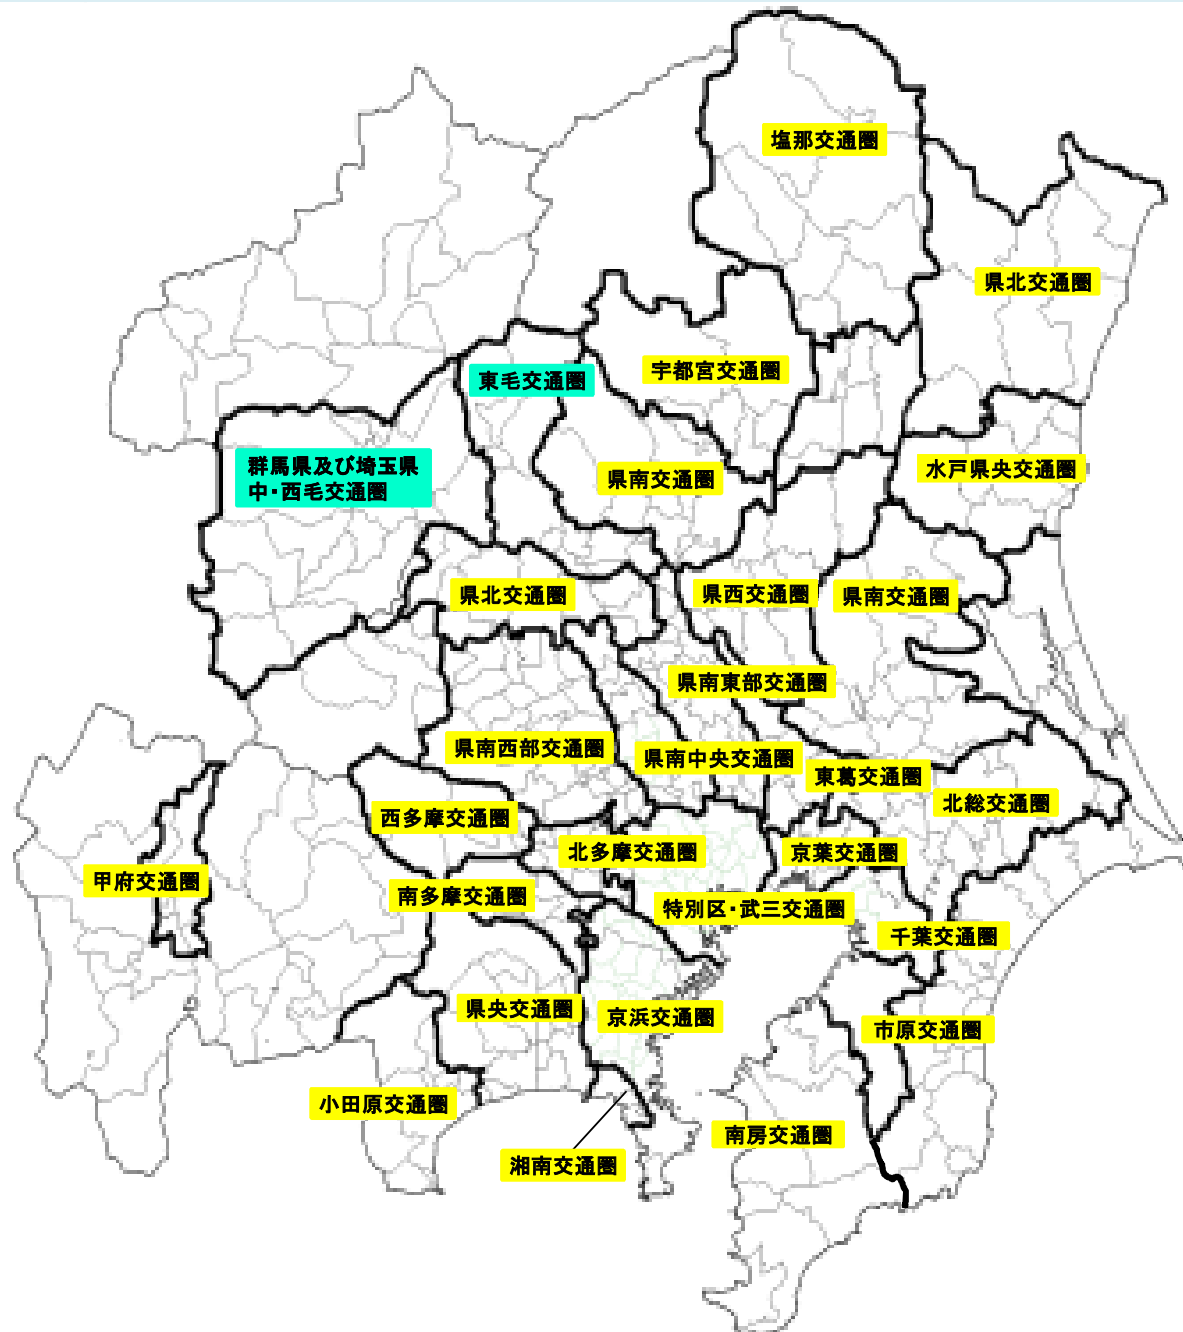 塩那交通圏
県北交通圏
宇都宮交通圏
東毛交通圏
群馬県及び埼玉県
中・西毛交通圏
県南交通圏
水戸県央交通圏
県北交通圏
県西交通圏
県南交通圏
県南東部交通圏
県南西部交通圏
県南中央交通圏
東葛交通圏
北総交通圏
西多摩交通圏
北多摩交通圏
京葉交通圏
甲府交通圏
南多摩交通圏
特別区・武三交通圏
千葉交通圏
県央交通圏
京浜交通圏
市原交通圏
小田原交通圏
南房交通圏
湘南交通圏